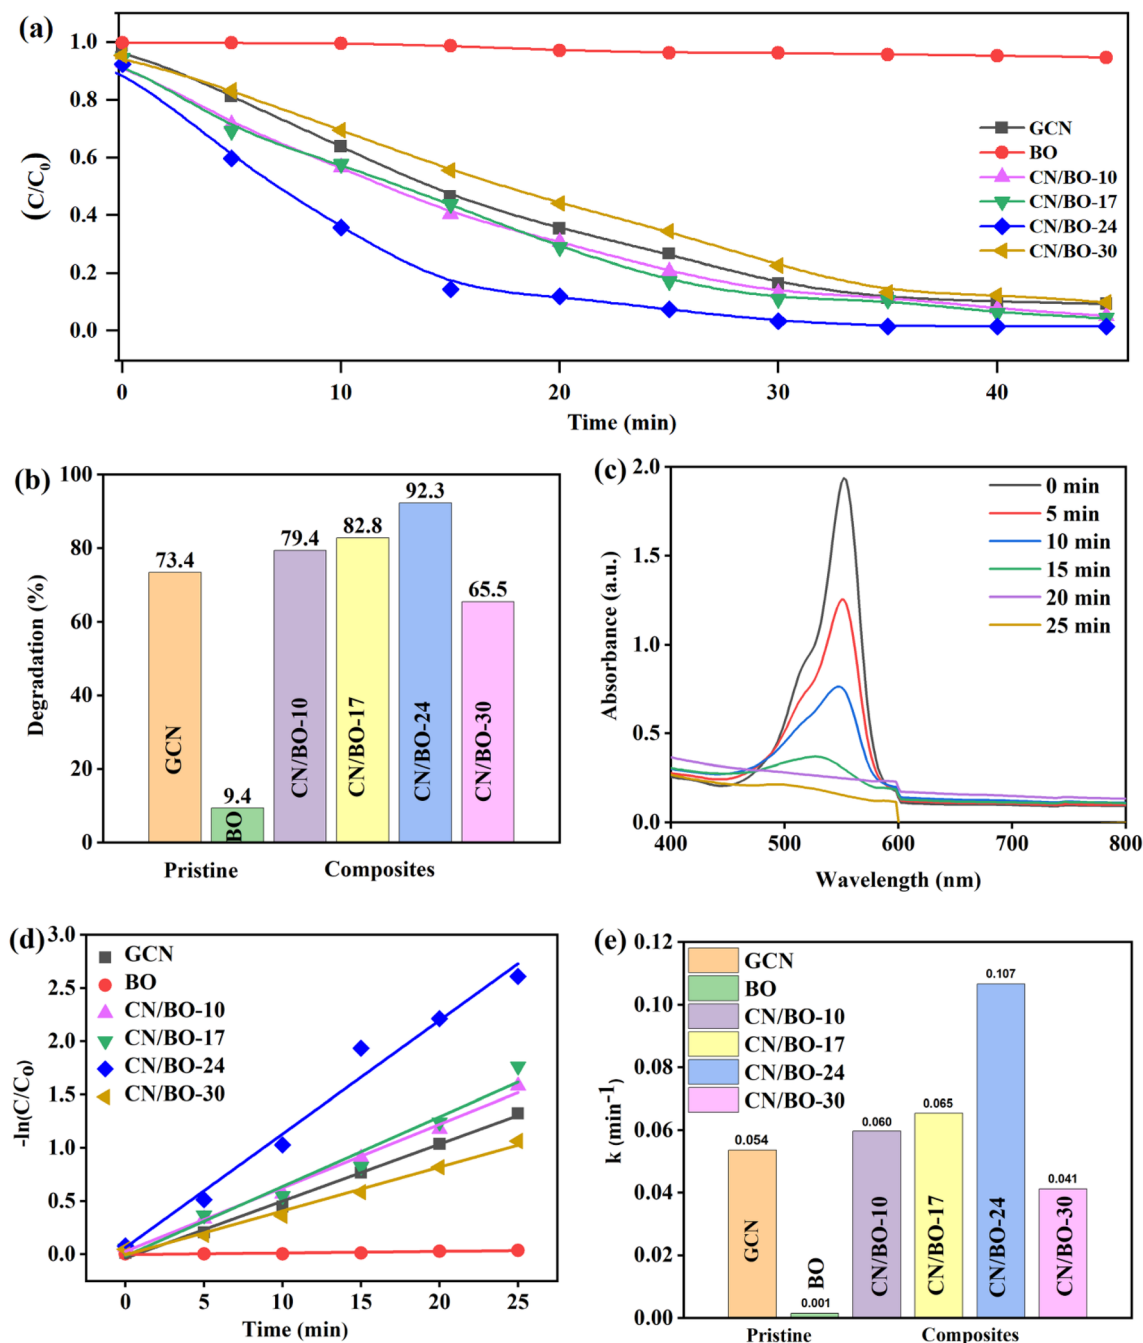 (a)
1.0
0.8
0.6
0.4
0.2
0.0
(C/C₀)
0 10 20 30 40
Time (min)
GCN
BO
CN/BO-10
CN/BO-17
CN/BO-24
CN/BO-30
(b)
100
80
60
40
20
0
Degradation (%)
73.4
9.4
79.4
82.8
92.3
65.5
GCN
BO
CN/BO-10
CN/BO-17
CN/BO-24
CN/BO-30
Pristine Composites
(c)
2.0
1.5
1.0
0.5
0.0
Absorbance (a.u.)
0 min
5 min
10 min
15 min
20 min
25 min
400 500 600 700 800
Wavelength (nm)
(d)
3.0
2.5
2.0
1.5
1.0
0.5
0.0
-ln(C/C₀)
GCN
BO
CN/BO-10
CN/BO-17
CN/BO-24
CN/BO-30
0 5 10 15 20 25
Time (min)
(e)
0.12
0.10
0.08
0.06
0.04
0.02
0.00
k (min⁻¹)
GCN
BO
CN/BO-10
CN/BO-17
CN/BO-24
CN/BO-30
0.054
0.001
0.060
0.065
0.107
0.041
GCN
BO
CN/BO-10
CN/BO-17
CN/BO-24
CN/BO-30
Pristine Composites